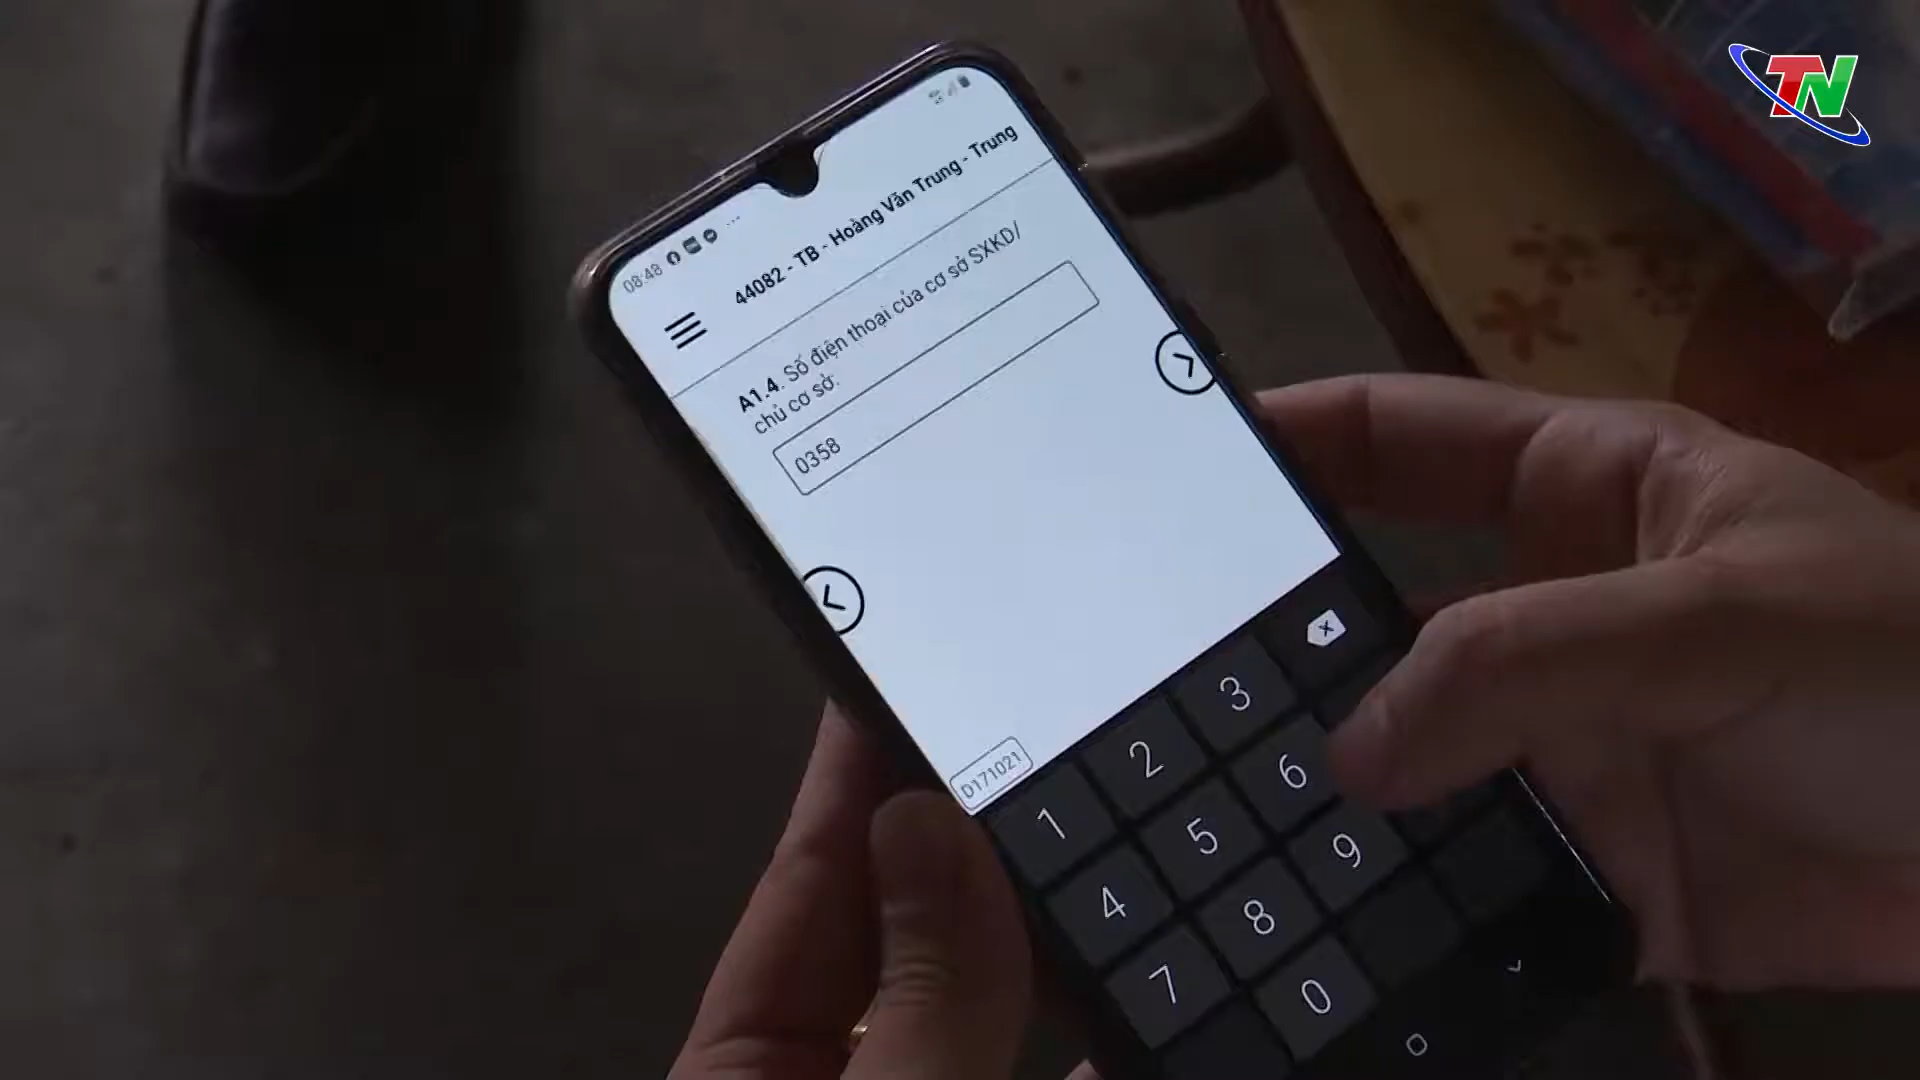 TN
08:48
44082 - TB - Hoàng Văn Trung - Trung
A1.4. Số điện thoại của cơ sở SXKD/
chủ cơ sở:
0358
D171021
1 2 3
4 5 6
7 8 9
0